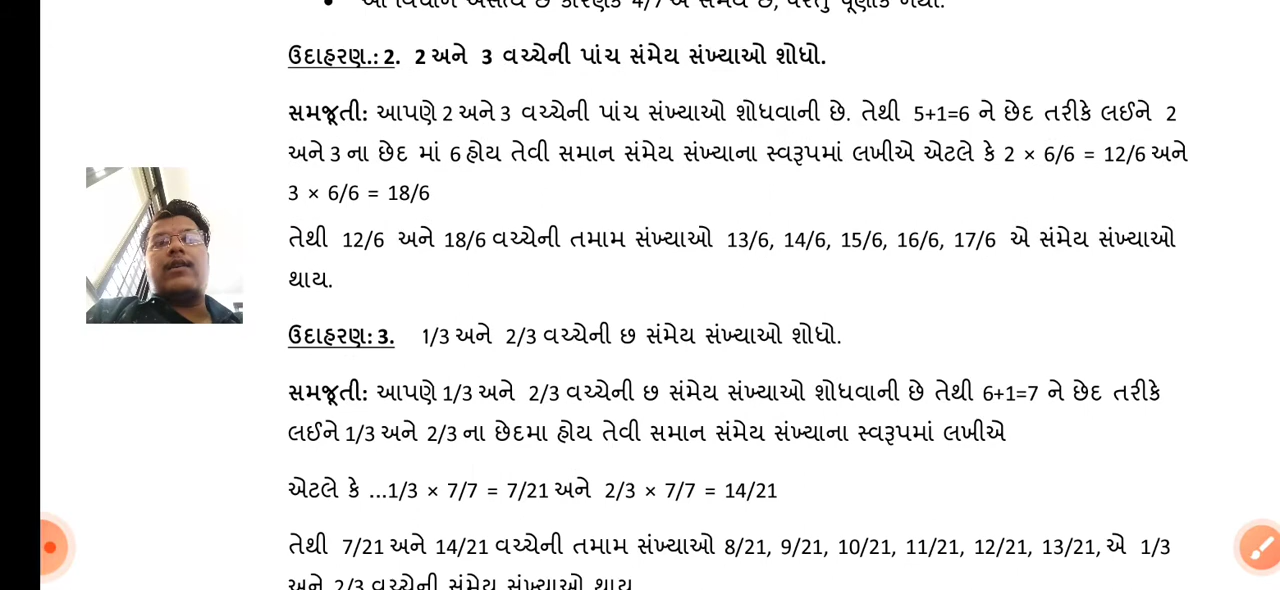 ઉદાહરણ.: 2. 2 અને 3 વચ્ચેની પાંચ સંમેય સંખ્યાઓ શોધો.
સમજૂતી: આપણે 2 અને 3 વચ્ચેની પાંચ સંખ્યાઓ શોધવાની છે. તેથી 5+1=6 ને છેદ તરીકે લઈને 2
અને 3 ના છેદ માં 6 હોય તેવી સમાન સંમેય સંખ્યાના સ્વરૂપમાં લખીએ એટલે કે 2 × 6/6 = 12/6 અને
3 × 6/6 = 18/6
તેથી 12/6 અને 18/6 વચ્ચેની તમામ સંખ્યાઓ 13/6, 14/6, 15/6, 16/6, 17/6 એ સંમેય સંખ્યાઓ
થાય.
ઉદાહરણ: 3. 1/3 અને 2/3 વચ્ચેની છ સંમેય સંખ્યાઓ શોધો.
સમજૂતી: આપણે 1/3 અને 2/3 વચ્ચેની છ સંમેય સંખ્યાઓ શોધવાની છે તેથી 6+1=7 ને છેદ તરીકે
લઈને 1/3 અને 2/3 ના છેદમા હોય તેવી સમાન સંમેય સંખ્યાના સ્વરૂપમાં લખીએ
એટલે કે ...1/3 × 7/7 = 7/21 અને 2/3 × 7/7 = 14/21
તેથી 7/21 અને 14/21 વચ્ચેની તમામ સંખ્યાઓ 8/21, 9/21, 10/21, 11/21, 12/21, 13/21, એ 1/3
અને 2/3 વચ્ચેની સંમેય સંખ્યાઓ થાય